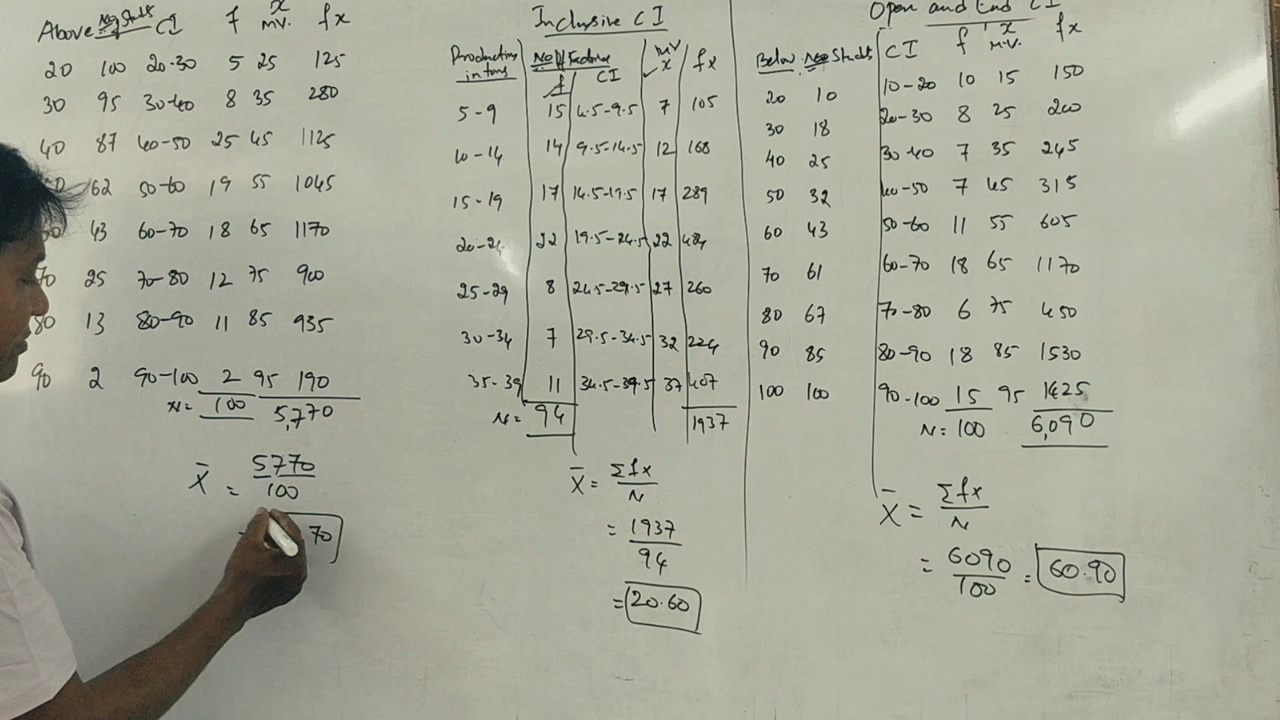 Above No of Studts CI f x M.V. fx
20 100 20-30 5 25 125
30 95 30-40 8 35 280
40 87 40-50 25 45 1125
62 50-60 19 55 1045
43 60-70 18 65 1170
70 25 70-80 12 75 900
80 13 80-90 11 85 935
90 2 90-100 2 95 190
N= 100 5,770
X̄ = 5770/100
= 70
Inclusive CI
Production in tons No of Factories f CI MV x fx
5-9 15 4.5-9.5 7 105
10-14 14 9.5-14.5 12 168
15-19 17 14.5-19.5 17 289
20-24 22 19.5-24.5 22 484
25-29 8 24.5-29.5 27 260
30-34 7 29.5-34.5 32 224
35-39 11 34.5-39.5 37 407
N= 94 1937
X̄ = Σfx/N
= 1937/94
= 20.60
Open and End CI
Below No of Studts CI f x M.V. fx
20 10 10-20 10 15 150
30 18 20-30 8 25 200
40 25 30-40 7 35 245
50 32 40-50 7 45 315
60 43 50-60 11 55 605
70 61 60-70 18 65 1170
80 67 70-80 6 75 450
90 85 80-90 18 85 1530
100 100 90-100 15 95 1425
N= 100 6,090
X̄ = Σfx/N
= 6090/100 = 60.90